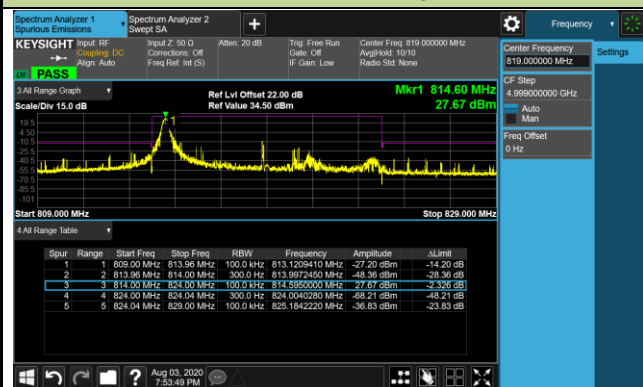 Spectrum Analyzer 1
Spurious Emissions
Spectrum Analyzer 2
Swept SA
+
Frequency
KEYSIGHT
Input: RF
Coupling: DC
Align: Auto
Input Z: 50 Ω
Corrections: Off
Freq Ref: Int (S)
Atten: 20 dB
Trig: Free Run
Gate: Off
IF Gain: Low
Center Freq: 819.000000 MHz
Avg|Hold: 10/10
Radio Std: None
PASS
3 All Range Graph
Scale/Div 15.0 dB
Ref Lvl Offset 22.00 dB
Ref Value 34.50 dBm
Mkr1 814.60 MHz
27.67 dBm
19.5
4.50
-10.5
-25.5
-40.5
-55.5
-70.5
-85.5
-101
1
Start 809.000 MHz
Stop 829.000 MHz
4 All Range Table
Spur Range Start Freq Stop Freq RBW Frequency Amplitude ΔLimit
1 1 809.00 MHz 813.96 MHz 100.0 kHz 813.1209410 MHz -27.20 dBm -14.20 dB
2 2 813.96 MHz 814.00 MHz 300.0 Hz 813.9972450 MHz -48.36 dBm -28.36 dB
3 3 814.00 MHz 824.00 MHz 100.0 kHz 814.5950000 MHz 27.67 dBm -2.326 dB
4 4 824.00 MHz 824.04 MHz 300.0 Hz 824.0040280 MHz -68.21 dBm -48.21 dB
5 5 824.04 MHz 829.00 MHz 100.0 kHz 825.1842220 MHz -36.83 dBm -23.83 dB
Center Frequency
819.000000 MHz
Settings
CF Step
4.999000000 GHz
Auto
Man
Freq Offset
0 Hz
?
Aug 03, 2020
7:53:49 PM